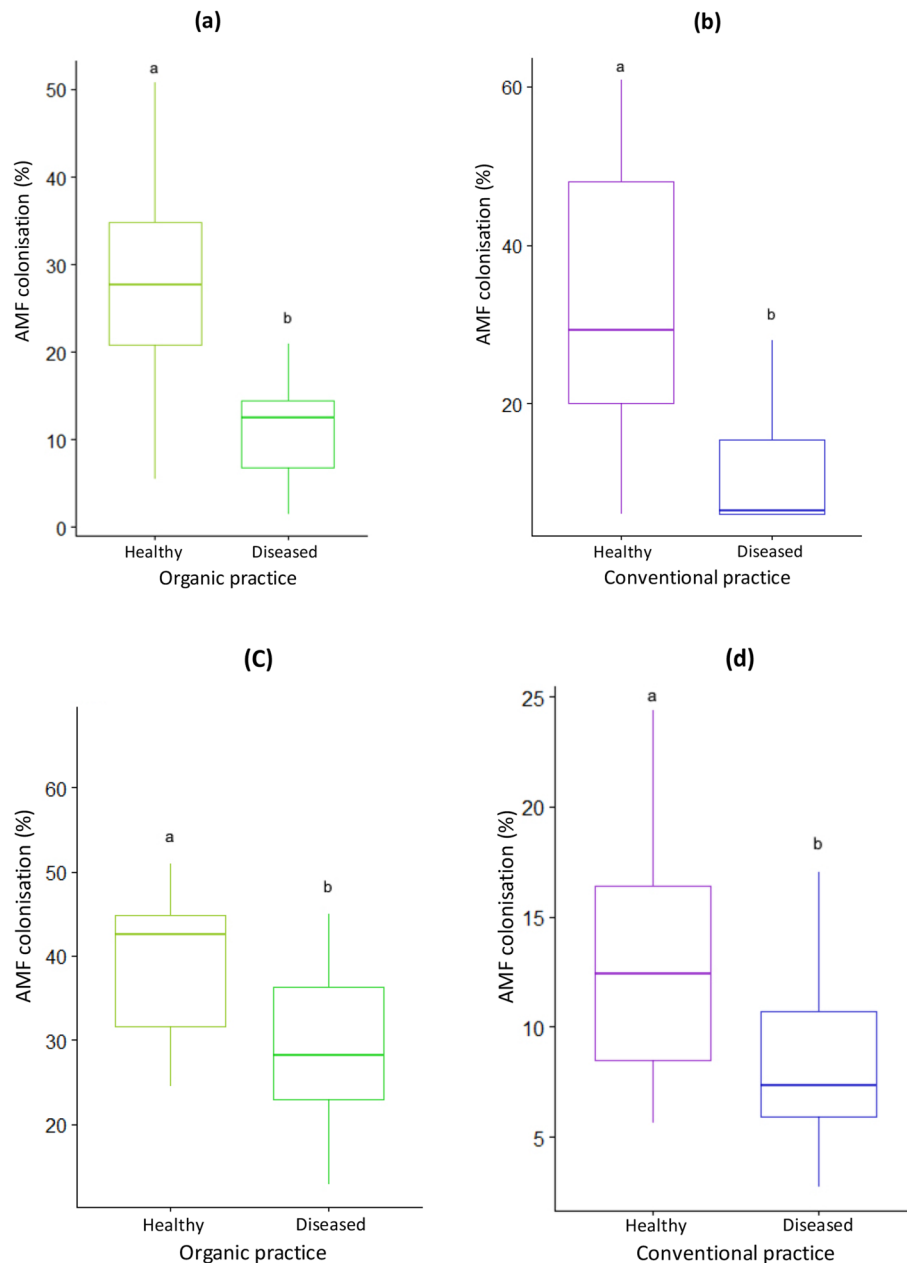 (a)
a
b
50
40
30
20
10
0
AMF colonisation (%)
Healthy
Diseased
Organic practice
(b)
a
b
60
40
20
AMF colonisation (%)
Healthy
Diseased
Conventional practice
(C)
a
b
60
50
40
30
20
AMF colonisation (%)
Healthy
Diseased
Organic practice
(d)
a
b
25
20
15
10
5
AMF colonisation (%)
Healthy
Diseased
Conventional practice